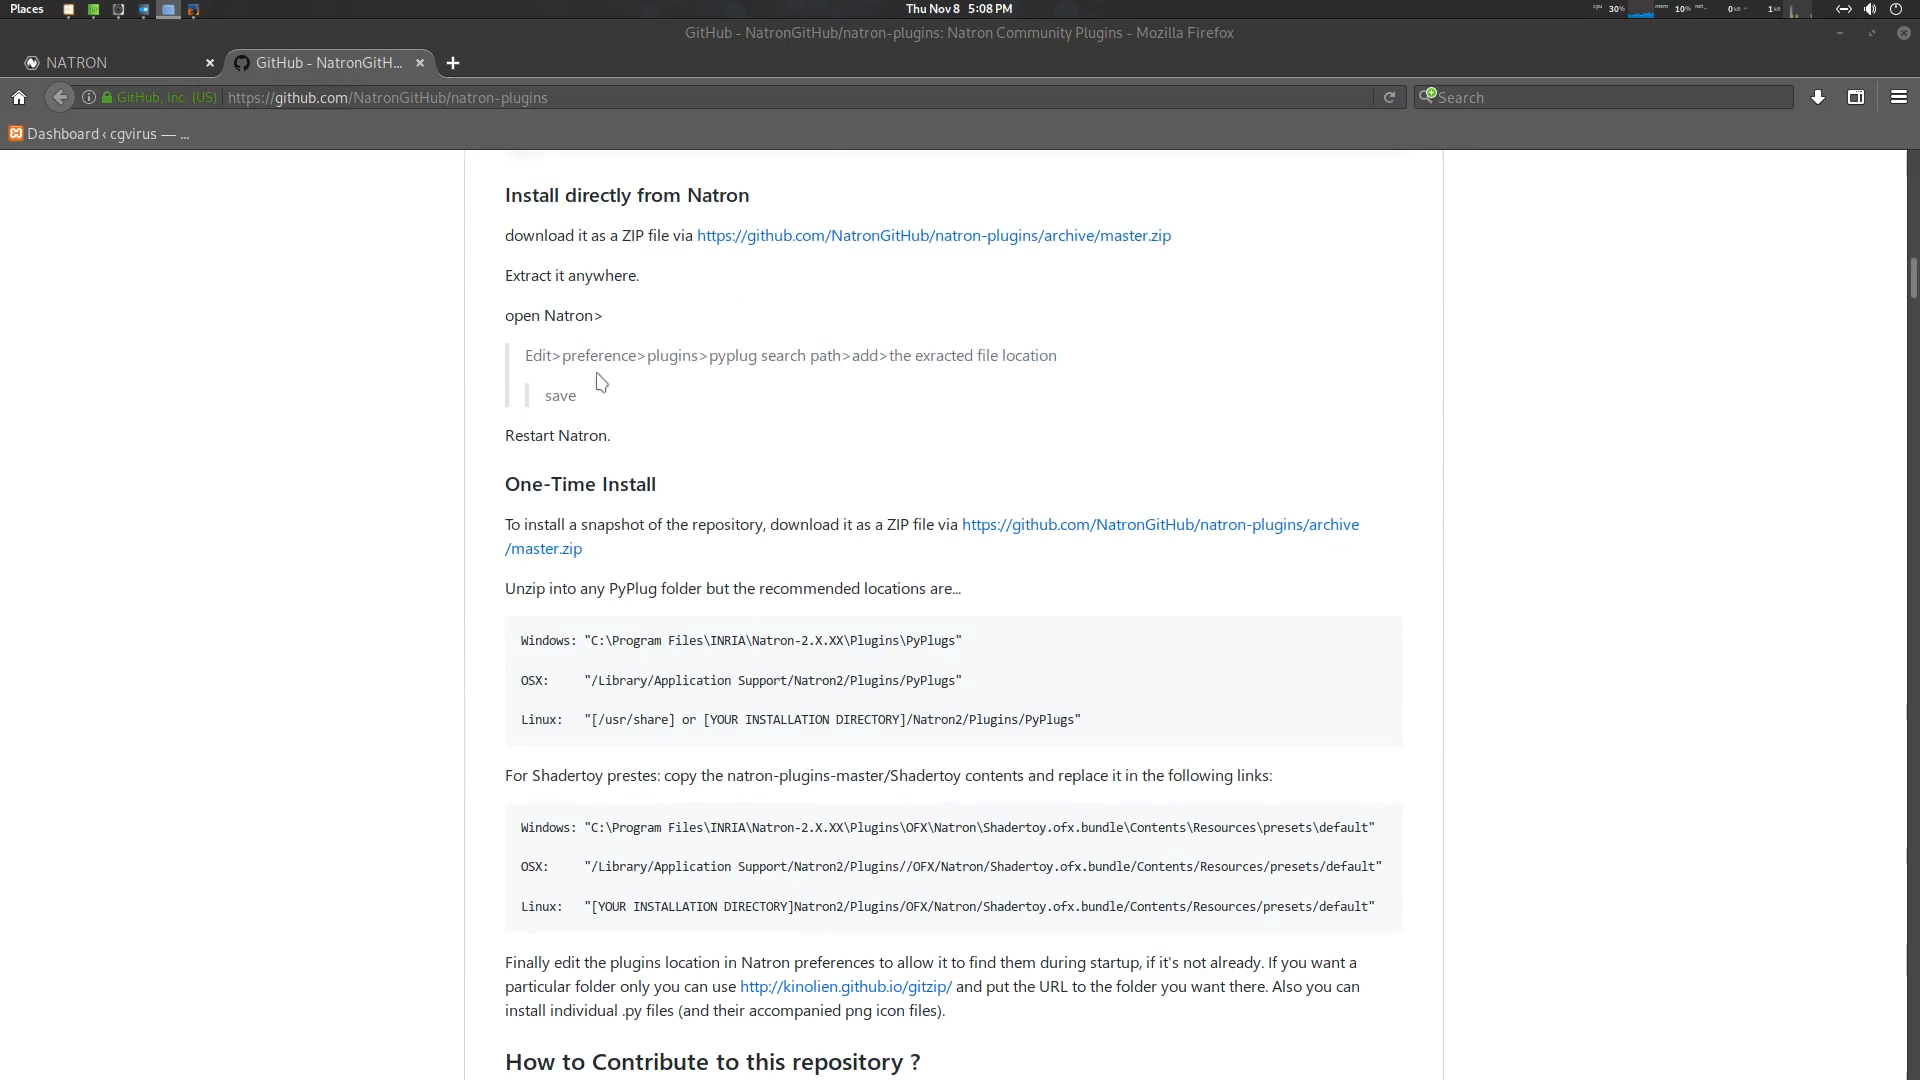 Places
Thu Nov 8 5:08 PM
cpu 30% mem 10% net 0 kB 1 kB
GitHub - NatronGitHub/natron-plugins: Natron Community Plugins - Mozilla Firefox
NATRON
GitHub - NatronGitH...
GitHub, Inc. (US) https://github.com/NatronGitHub/natron-plugins
Search
Dashboard ‹ cgvirus — ...
Install directly from Natron
download it as a ZIP file via https://github.com/NatronGitHub/natron-plugins/archive/master.zip
Extract it anywhere.
open Natron>
Edit>preference>plugins>pyplug search path>add>the exracted file location
save
Restart Natron.
One-Time Install
To install a snapshot of the repository, download it as a ZIP file via https://github.com/NatronGitHub/natron-plugins/archive
/master.zip
Unzip into any PyPlug folder but the recommended locations are...
Windows: "C:\Program Files\INRIA\Natron-2.X.XX\Plugins\PyPlugs"
OSX: "/Library/Application Support/Natron2/Plugins/PyPlugs"
Linux: "[/usr/share] or [YOUR INSTALLATION DIRECTORY]/Natron2/Plugins/PyPlugs"
For Shadertoy prestes: copy the natron-plugins-master/Shadertoy contents and replace it in the following links:
Windows: "C:\Program Files\INRIA\Natron-2.X.XX\Plugins\OFX\Natron\Shadertoy.ofx.bundle\Contents\Resources\presets\default"
OSX: "/Library/Application Support/Natron2/Plugins//OFX/Natron/Shadertoy.ofx.bundle/Contents/Resources/presets/default"
Linux: "[YOUR INSTALLATION DIRECTORY]Natron2/Plugins/OFX/Natron/Shadertoy.ofx.bundle/Contents/Resources/presets/default"
Finally edit the plugins location in Natron preferences to allow it to find them during startup, if it's not already. If you want a
particular folder only you can use http://kinolien.github.io/gitzip/ and put the URL to the folder you want there. Also you can
install individual .py files (and their accompanied png icon files).
How to Contribute to this repository ?